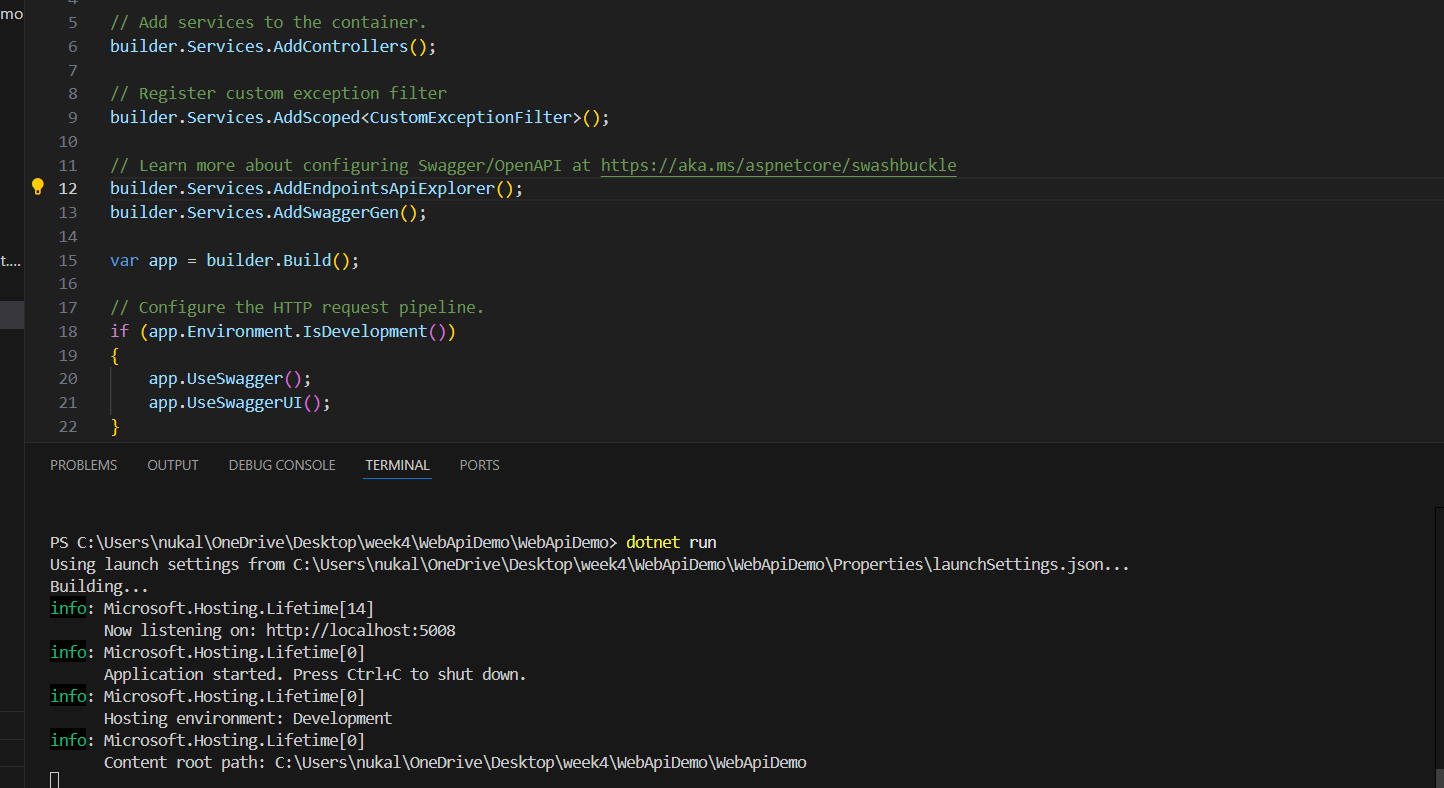 mo
4
5 // Add services to the container.
6 builder.Services.AddControllers();
7
8 // Register custom exception filter
9 builder.Services.AddScoped<CustomExceptionFilter>();
10
11 // Learn more about configuring Swagger/OpenAPI at https://aka.ms/aspnetcore/swashbuckle
12 builder.Services.AddEndpointsApiExplorer();
13 builder.Services.AddSwaggerGen();
14
t....
15 var app = builder.Build();
16
17 // Configure the HTTP request pipeline.
18 if (app.Environment.IsDevelopment())
19 {
20 app.UseSwagger();
21 app.UseSwaggerUI();
22 }
PROBLEMS OUTPUT DEBUG CONSOLE TERMINAL PORTS
PS C:\Users\nukal\OneDrive\Desktop\week4\WebApiDemo\WebApiDemo> dotnet run
Using launch settings from C:\Users\nukal\OneDrive\Desktop\week4\WebApiDemo\WebApiDemo\Properties\launchSettings.json...
Building...
info: Microsoft.Hosting.Lifetime[14]
Now listening on: http://localhost:5008
info: Microsoft.Hosting.Lifetime[0]
Application started. Press Ctrl+C to shut down.
info: Microsoft.Hosting.Lifetime[0]
Hosting environment: Development
info: Microsoft.Hosting.Lifetime[0]
Content root path: C:\Users\nukal\OneDrive\Desktop\week4\WebApiDemo\WebApiDemo